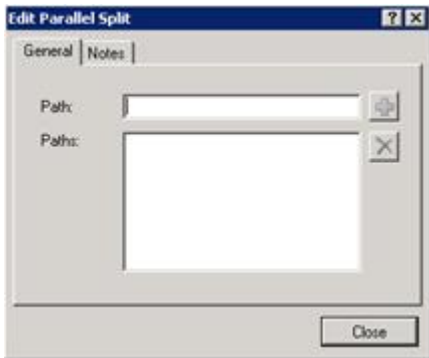 Edit Parallel Split
General Notes
Path:
Paths:
Close